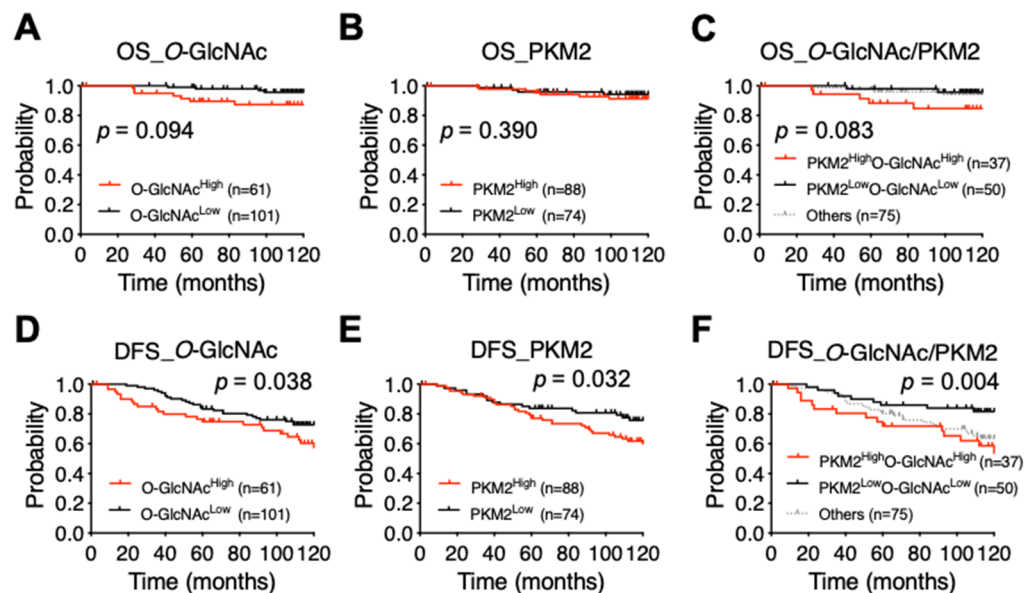 A
OS_O-GlcNAc
Probability
1.0
0.8
0.6
0.4
0.2
0.0
p = 0.094
O-GlcNAcHigh (n=61)
O-GlcNAcLow (n=101)
0 20 40 60 80 100 120
Time (months)
B
OS_PKM2
Probability
1.0
0.8
0.6
0.4
0.2
0.0
p = 0.390
PKM2High (n=88)
PKM2Low (n=74)
0 20 40 60 80 100 120
Time (months)
C
OS_O-GlcNAc/PKM2
Probability
1.0
0.8
0.6
0.4
0.2
0.0
p = 0.083
PKM2HighO-GlcNAcHigh (n=37)
PKM2LowO-GlcNAcLow (n=50)
Others (n=75)
0 20 40 60 80 100 120
Time (months)
D
DFS_O-GlcNAc
Probability
1.0
0.8
0.6
0.4
0.2
0.0
p = 0.038
O-GlcNAcHigh (n=61)
O-GlcNAcLow (n=101)
0 20 40 60 80 100 120
Time (months)
E
DFS_PKM2
Probability
1.0
0.8
0.6
0.4
0.2
0.0
p = 0.032
PKM2High (n=88)
PKM2Low (n=74)
0 20 40 60 80 100 120
Time (months)
F
DFS_O-GlcNAc/PKM2
Probability
1.0
0.8
0.6
0.4
0.2
0.0
p = 0.004
PKM2HighO-GlcNAcHigh (n=37)
PKM2LowO-GlcNAcLow (n=50)
Others (n=75)
0 20 40 60 80 100 120
Time (months)